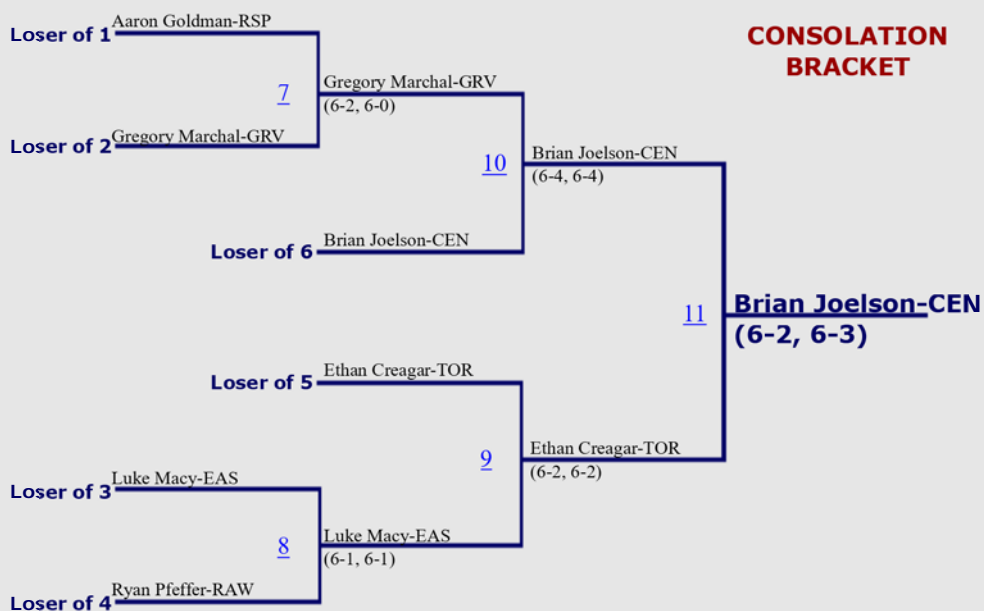 Aaron Goldman-RSP
Loser of 1
CONSOLATION
BRACKET
7
Gregory Marchal-GRV
(6-2, 6-0)
Gregory Marchal-GRV
Loser of 2
10
Brian Joelson-CEN
(6-4, 6-4)
Brian Joelson-CEN
Loser of 6
11
Brian Joelson-CEN
(6-2, 6-3)
Ethan Creagar-TOR
Loser of 5
9
Ethan Creagar-TOR
(6-2, 6-2)
Luke Macy-EAS
Loser of 3
8
Luke Macy-EAS
(6-1, 6-1)
Ryan Pfeffer-RAW
Loser of 4